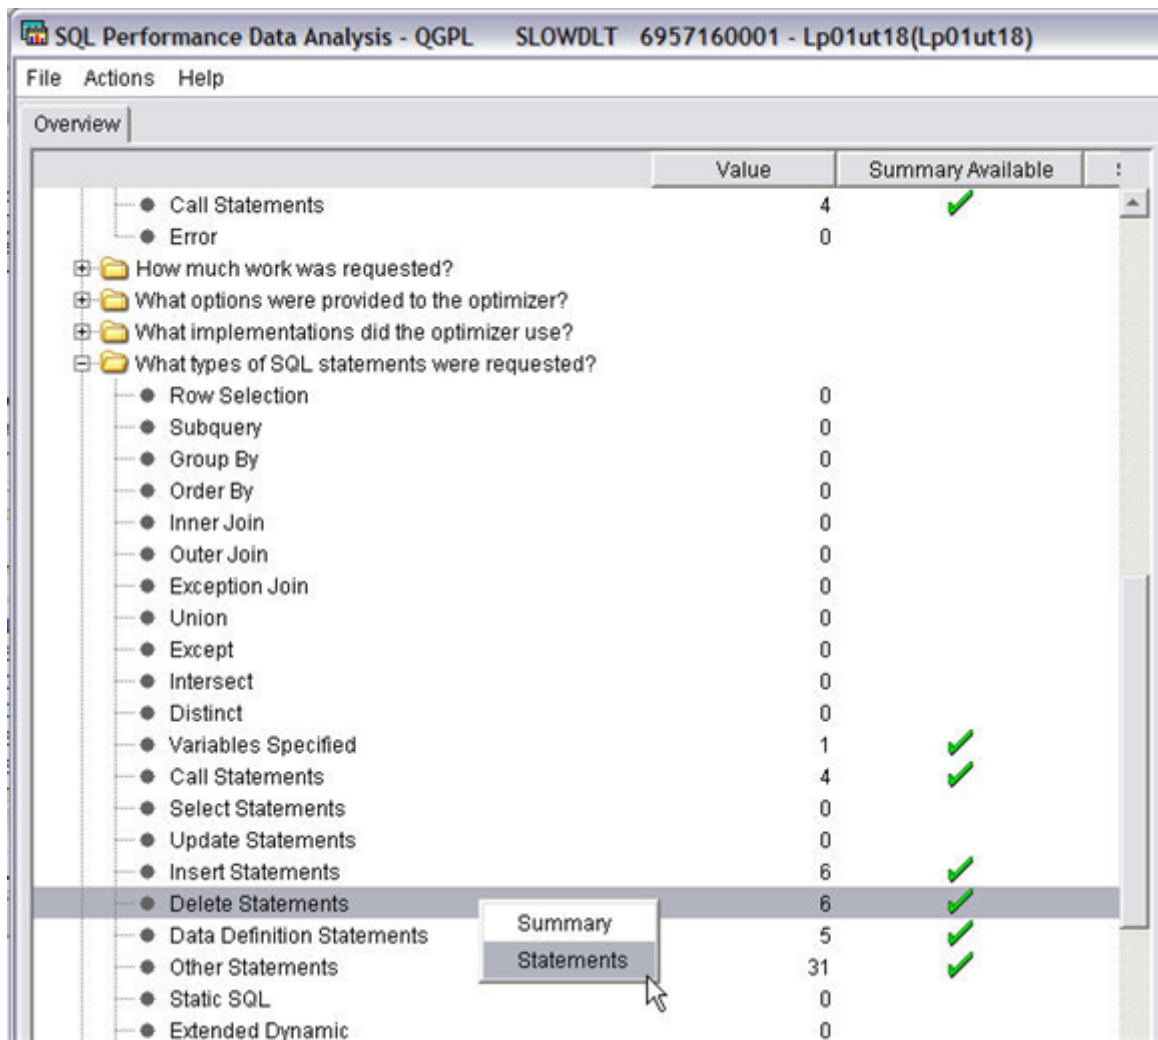 SQL Performance Data Analysis - QGPL SLOWDLT 6957160001 - Lp01ut18(Lp01ut18)
File Actions Help
Overview
Value Summary Available
Call Statements 4
Error 0
How much work was requested?
What options were provided to the optimizer?
What implementations did the optimizer use?
What types of SQL statements were requested?
Row Selection 0
Subquery 0
Group By 0
Order By 0
Inner Join 0
Outer Join 0
Exception Join 0
Union 0
Except 0
Intersect 0
Distinct 0
Variables Specified 1
Call Statements 4
Select Statements 0
Update Statements 0
Insert Statements 6
Delete Statements 6
Summary
Data Definition Statements 5
Statements
Other Statements 31
Static SQL 0
Extended Dynamic 0